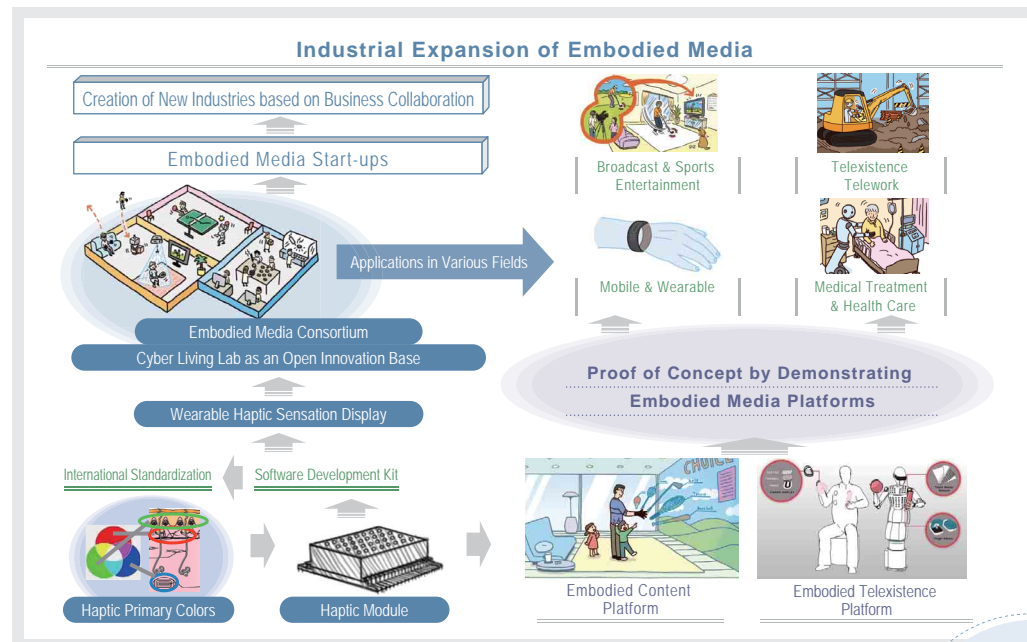 Industrial Expansion of Embodied Media
Creation of New Industries based on Business Collaboration
Embodied Media Start-ups
Applications in Various Fields
Embodied Media Consortium
Cyber Living Lab as an Open Innovation Base
Wearable Haptic Sensation Display
International Standardization
Software Development Kit
Haptic Primary Colors
Haptic Module
Broadcast & Sports
Entertainment
Telexistence
Telework
Mobile & Wearable
Medical Treatment
& Health Care
Proof of Concept by Demonstrating
Embodied Media Platforms
CHOICE
Embodied Content
Platform
Embodied Telexistence
Platform